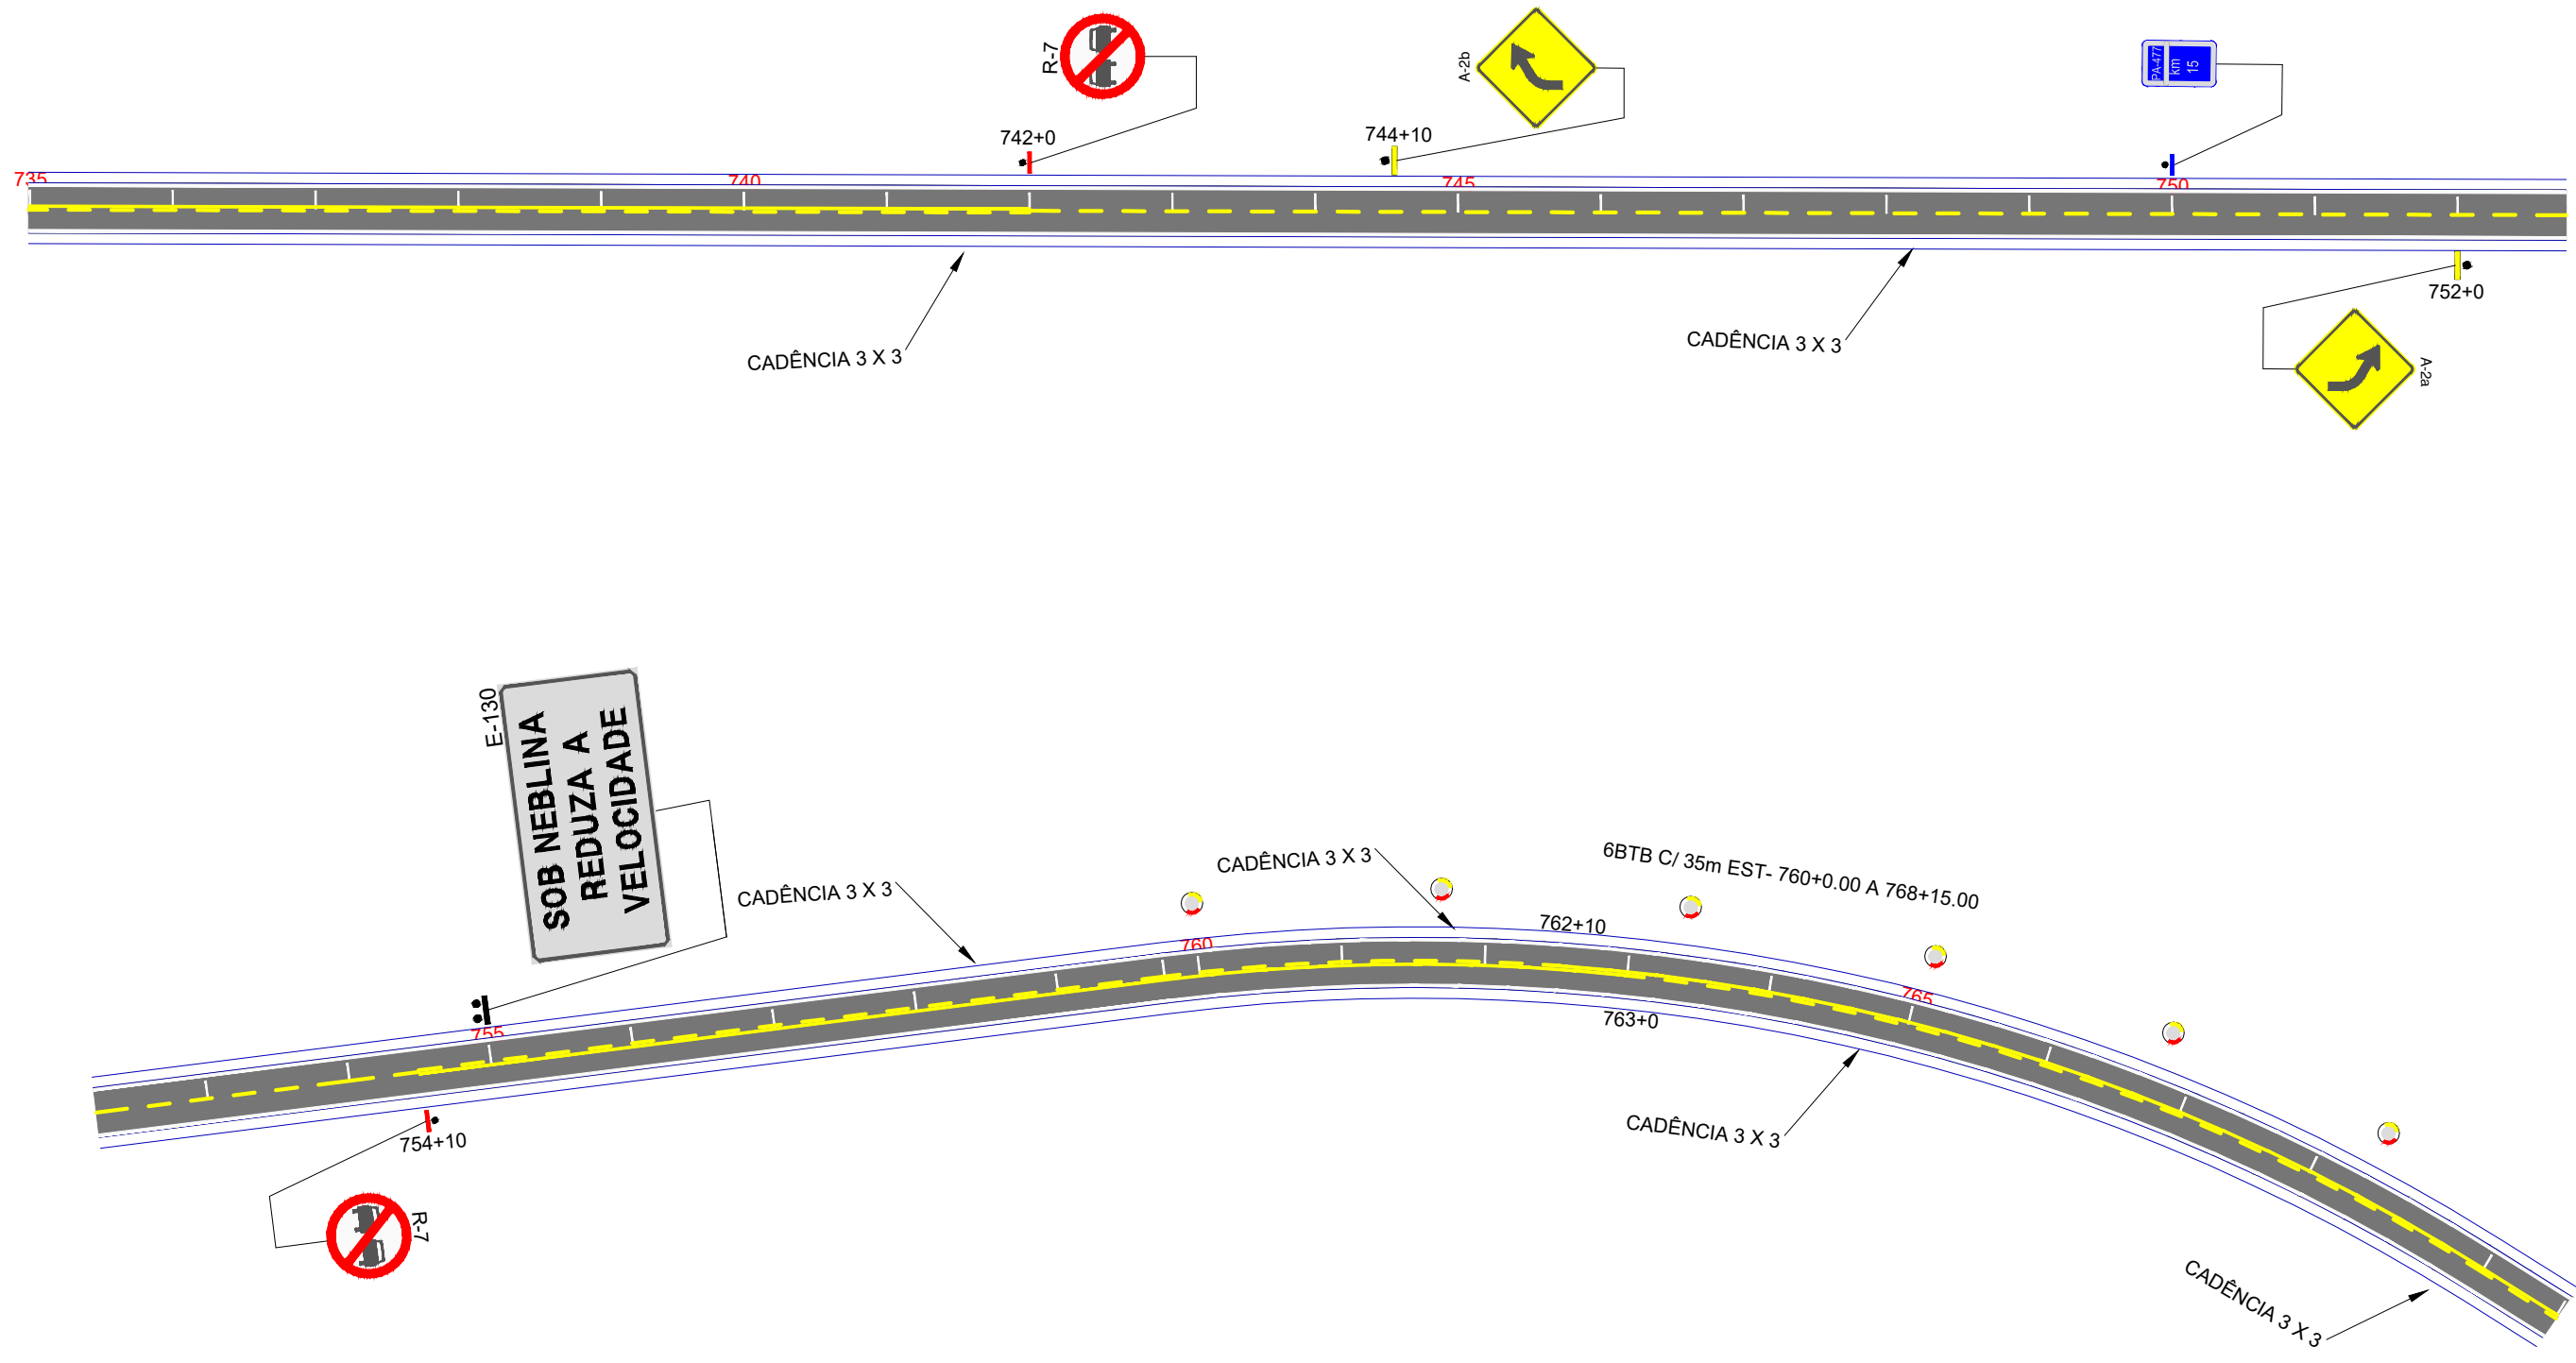 R-7
A-2b
PA-477
km
15
742+0
744+10
735
740
745
750
752+0
CADÊNCIA 3 X 3
CADÊNCIA 3 X 3
A-2a
E-130
SOB NEBLINA
REDUZA A
VELOCIDADE
CADÊNCIA 3 X 3
CADÊNCIA 3 X 3
6BTB C/ 35m EST- 760+0.00 A 768+15.00
762+10
760
765
755
763+0
754+10
CADÊNCIA 3 X 3
R-7
CADÊNCIA 3 X 3